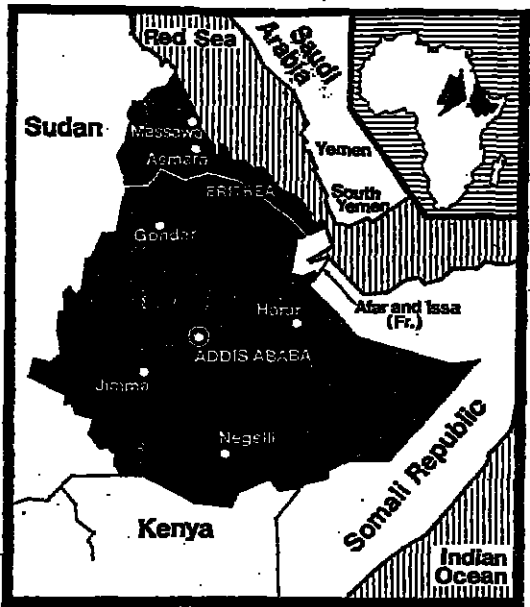 Red Sea
Saudi
Arabia
Sudan
Massawa
Asmara
Yemen
ERITREA
South
Yemen
Gondar
Afar and Issa
(Fr.)
Harar
ADDIS ABABA
Jimma
Negelli
Somali Republic
Kenya
Indian
Ocean